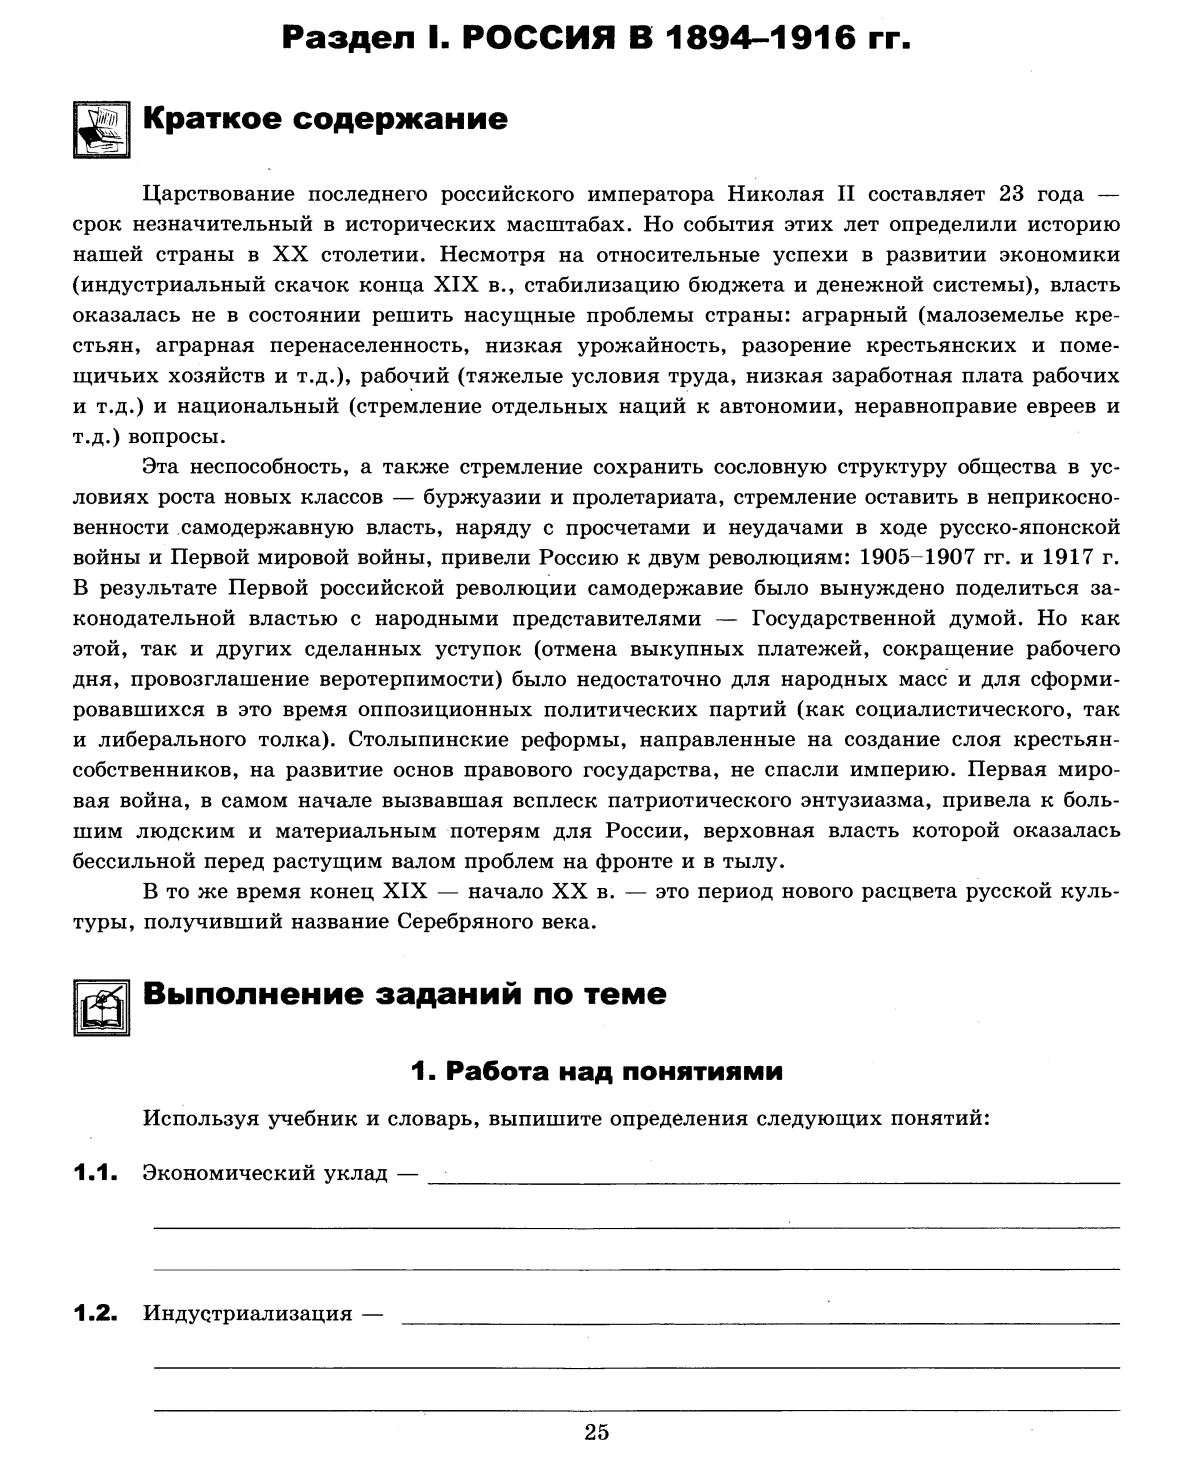 Раздел I. РОССИЯ В 1894–1916 гг.
Краткое содержание
Царствование последнего российского императора Николая II составляет 23 года —
срок незначительный в исторических масштабах. Но события этих лет определили историю
нашей страны в XX столетии. Несмотря на относительные успехи в развитии экономики
(индустриальный скачок конца XIX в., стабилизацию бюджета и денежной системы), власть
оказалась не в состоянии решить насущные проблемы страны: аграрный (малоземелье кре-
стьян, аграрная перенаселенность, низкая урожайность, разорение крестьянских и поме-
щичьих хозяйств и т.д.), рабочий (тяжелые условия труда, низкая заработная плата рабочих
и т.д.) и национальный (стремление отдельных наций к автономии, неравноправие евреев и
т.д.) вопросы.
Эта неспособность, а также стремление сохранить сословную структуру общества в ус-
ловиях роста новых классов — буржуазии и пролетариата, стремление оставить в неприкосно-
венности самодержавную власть, наряду с просчетами и неудачами в ходе русско-японской
войны и Первой мировой войны, привели Россию к двум революциям: 1905–1907 гг. и 1917 г.
В результате Первой российской революции самодержавие было вынуждено поделиться за-
конодательной властью с народными представителями — Государственной думой. Но как
этой, так и других сделанных уступок (отмена выкупных платежей, сокращение рабочего
дня, провозглашение веротерпимости) было недостаточно для народных масс и для сформи-
ровавшихся в это время оппозиционных политических партий (как социалистического, так
и либерального толка). Столыпинские реформы, направленные на создание слоя крестьян-
собственников, на развитие основ правового государства, не спасли империю. Первая миро-
вая война, в самом начале вызвавшая всплеск патриотического энтузиазма, привела к боль-
шим людским и материальным потерям для России, верховная власть которой оказалась
бессильной перед растущим валом проблем на фронте и в тылу.
В то же время конец XIX — начало XX в. — это период нового расцвета русской куль-
туры, получивший название Серебряного века.
Выполнение заданий по теме
1. Работа над понятиями
Используя учебник и словарь, выпишите определения следующих понятий:
1.1. Экономический уклад —
1.2. Индустриализация —
25